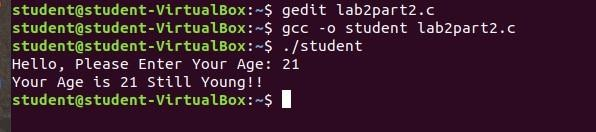 student@student-VirtualBox:~$ gedit lab2part2.c
student@student-VirtualBox:~$ gcc -o student lab2part2.c
student@student-VirtualBox:~$ ./student
Hello, Please Enter Your Age: 21
Your Age is 21 Still Young!!
student@student-VirtualBox:~$